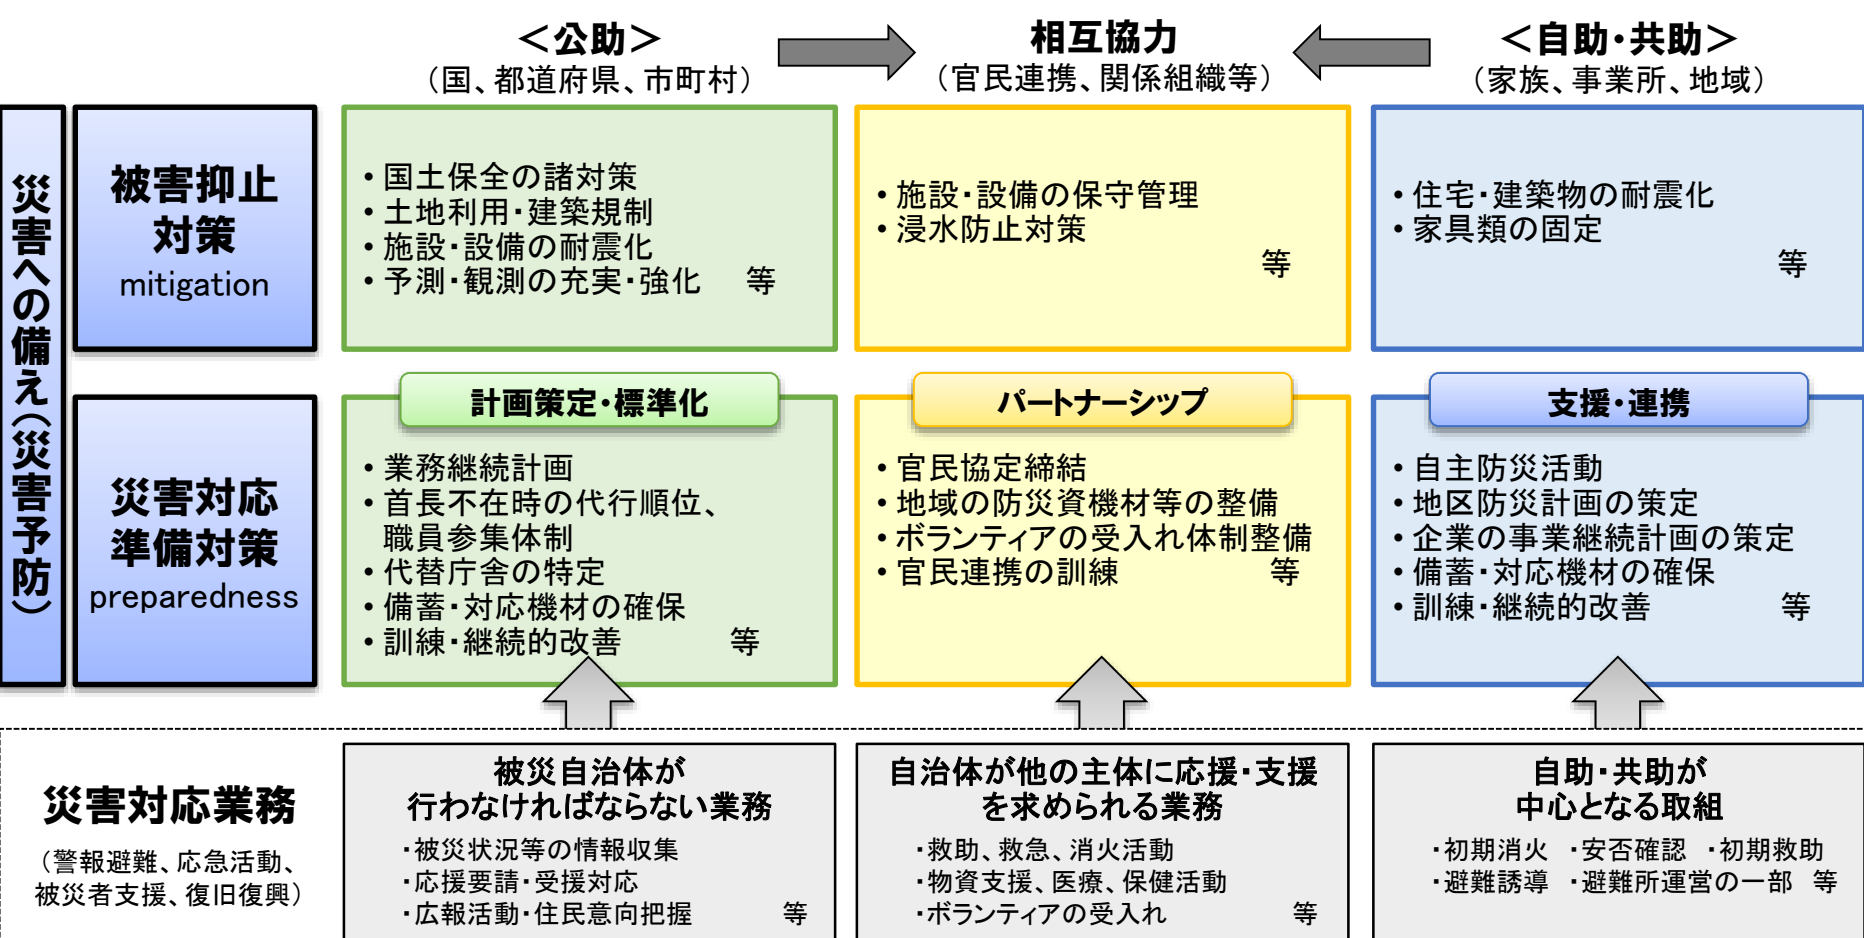 ＜公助＞
（国、都道府県、市町村）
相互協力
（官民連携、関係組織等）
＜自助・共助＞
（家族、事業所、地域）
災害への備え（災害予防）
被害抑止
対策
mitigation
・国土保全の諸対策
・土地利用・建築規制
・施設・設備の耐震化
・予測・観測の充実・強化　等
・施設・設備の保守管理
・浸水防止対策
等
・住宅・建築物の耐震化
・家具類の固定
等
災害対応
準備対策
preparedness
計画策定・標準化
・業務継続計画
・首長不在時の代行順位、
職員参集体制
・代替庁舎の特定
・備蓄・対応機材の確保
・訓練・継続的改善　等
パートナーシップ
・官民協定締結
・地域の防災資機材等の整備
・ボランティアの受入れ体制整備
・官民連携の訓練　等
支援・連携
・自主防災活動
・地区防災計画の策定
・企業の事業継続計画の策定
・備蓄・対応機材の確保
・訓練・継続的改善　等
災害対応業務
（警報避難、応急活動、
被災者支援、復旧復興）
被災自治体が
行わなければならない業務
・被災状況等の情報収集
・応援要請・受援対応
・広報活動・住民意向把握　等
自治体が他の主体に応援・支援
を求められる業務
・救助、救急、消火活動
・物資支援、医療、保健活動
・ボランティアの受入れ　等
自助・共助が
中心となる取組
・初期消火　・安否確認　・初期救助
・避難誘導　・避難所運営の一部　等